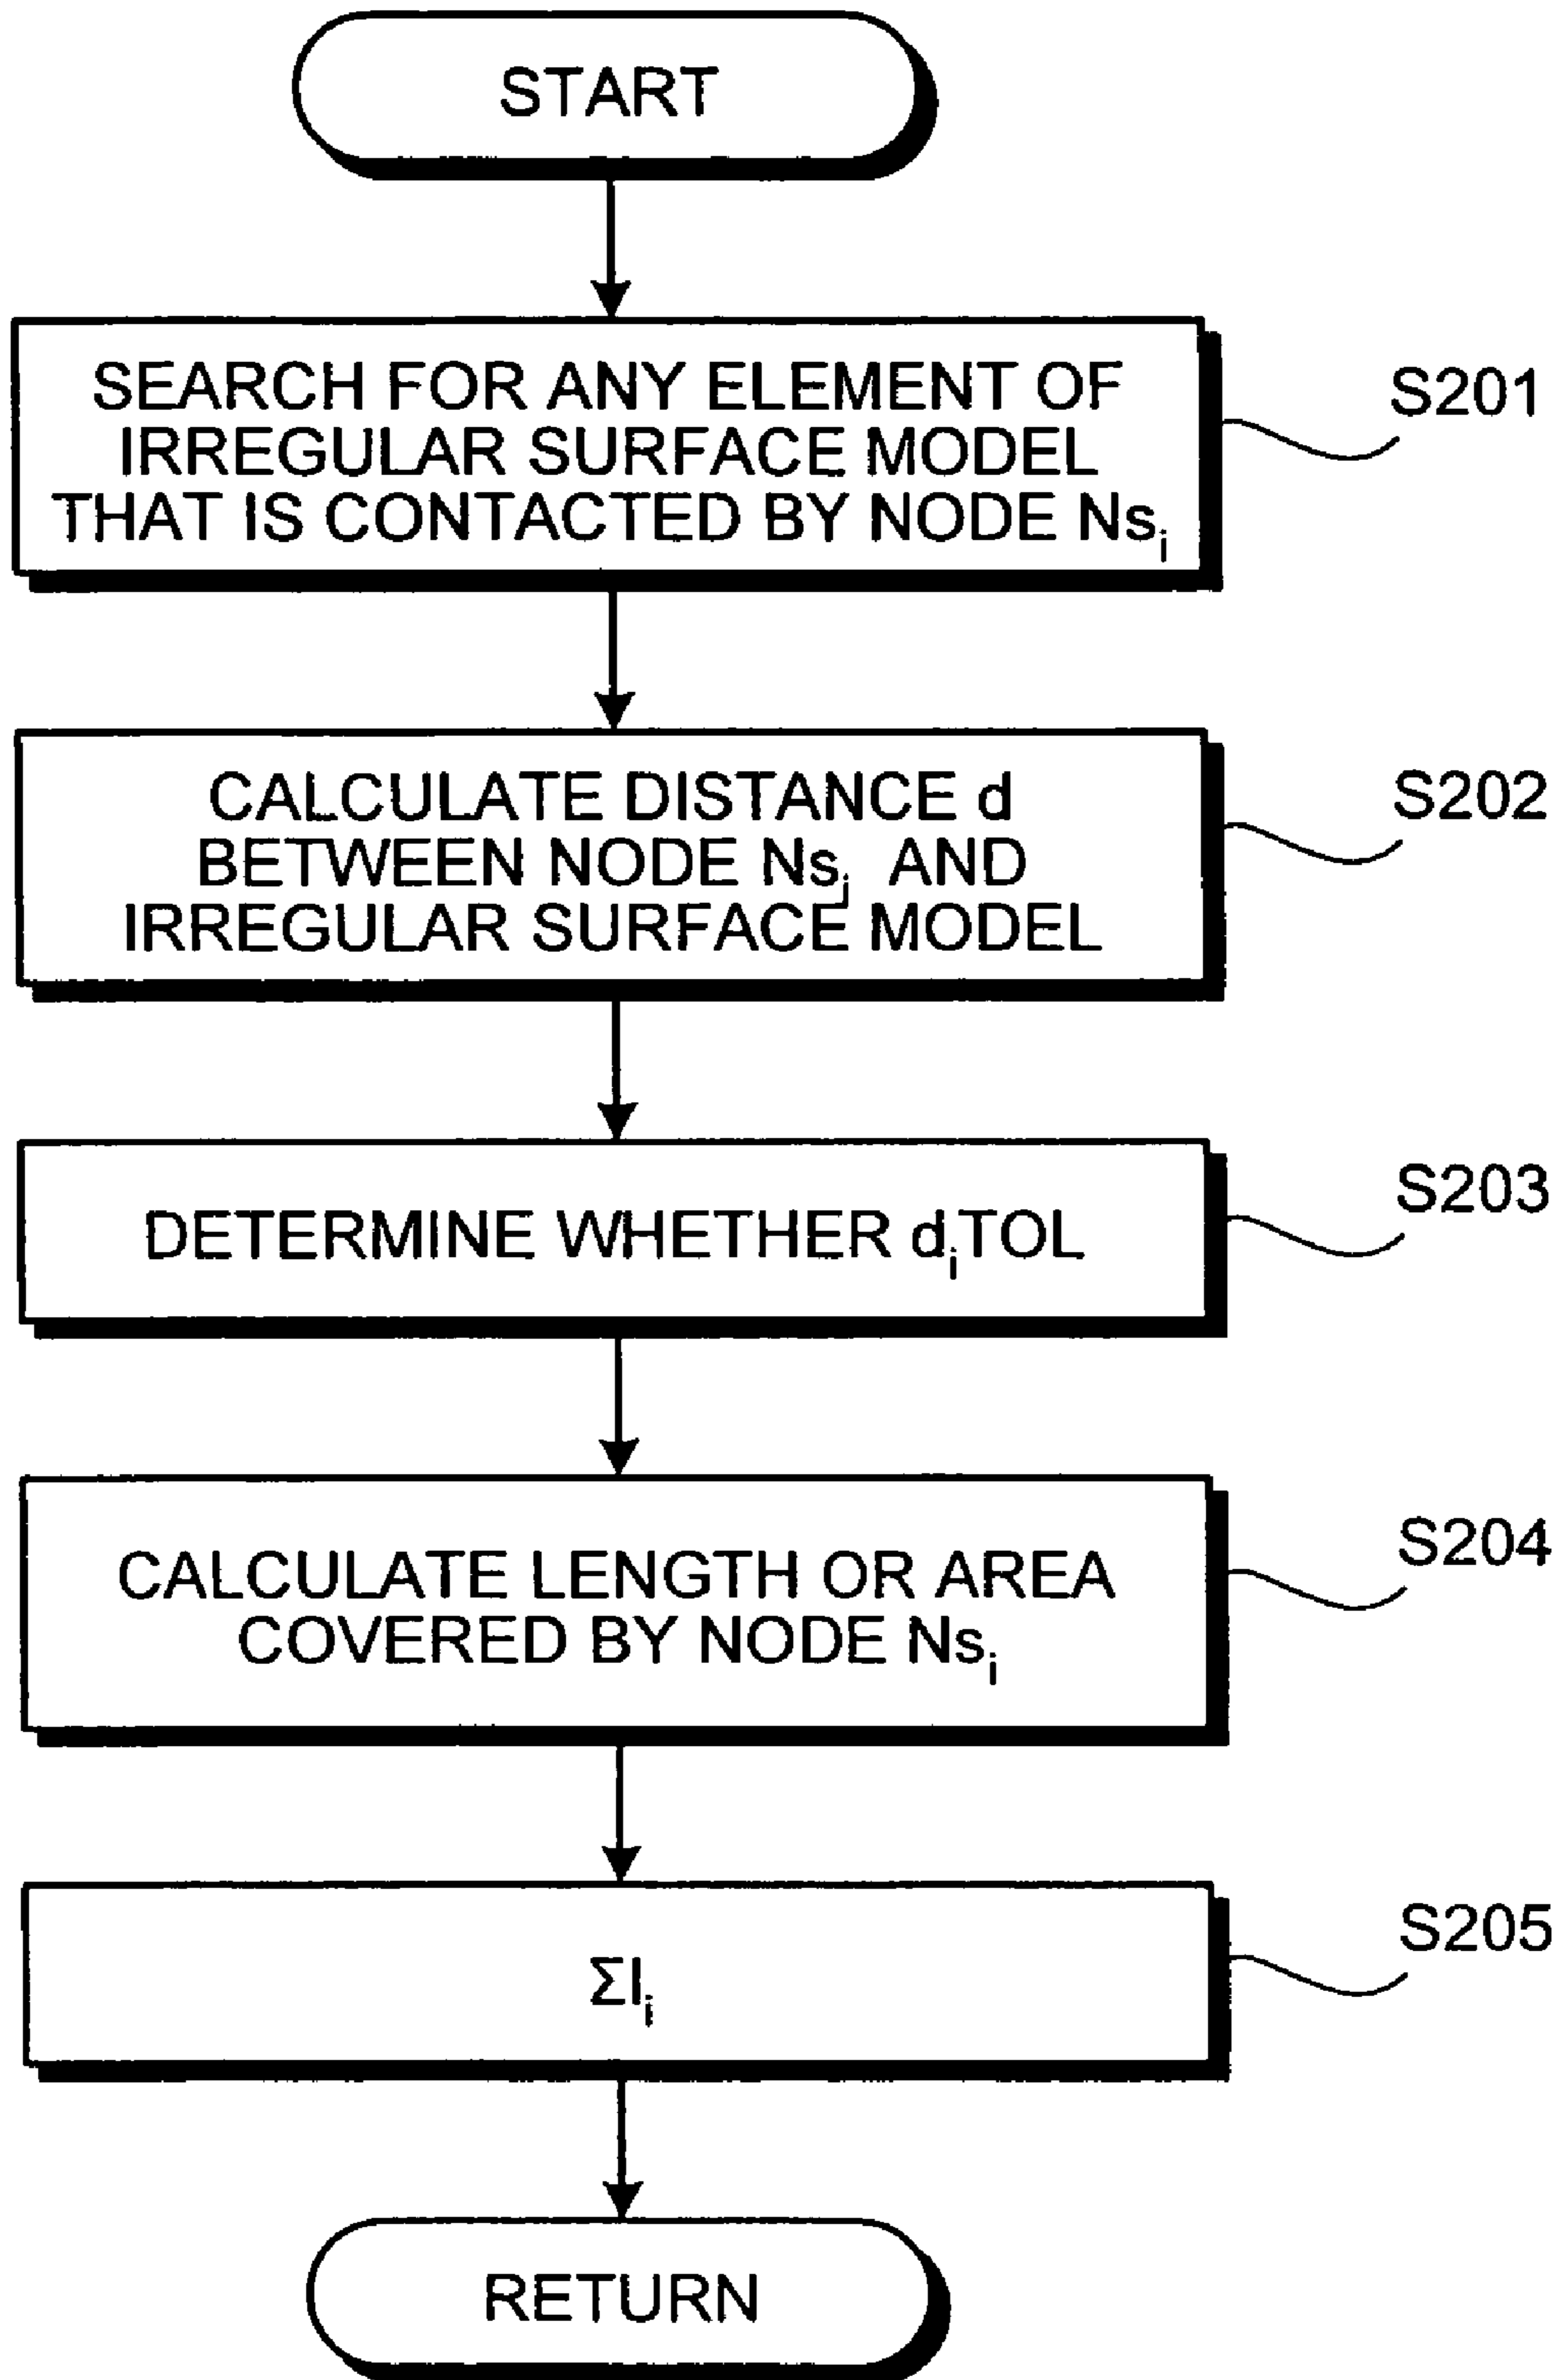 START
SEARCH FOR ANY ELEMENT OF
IRREGULAR SURFACE MODEL
THAT IS CONTACTED BY NODE Nsᵢ
S201
CALCULATE DISTANCE d
BETWEEN NODE Nsᵢ AND
IRREGULAR SURFACE MODEL
S202
DETERMINE WHETHER dᵢTOL
S203
CALCULATE LENGTH OR AREA
COVERED BY NODE Nsᵢ
S204
Σlᵢ
S205
RETURN